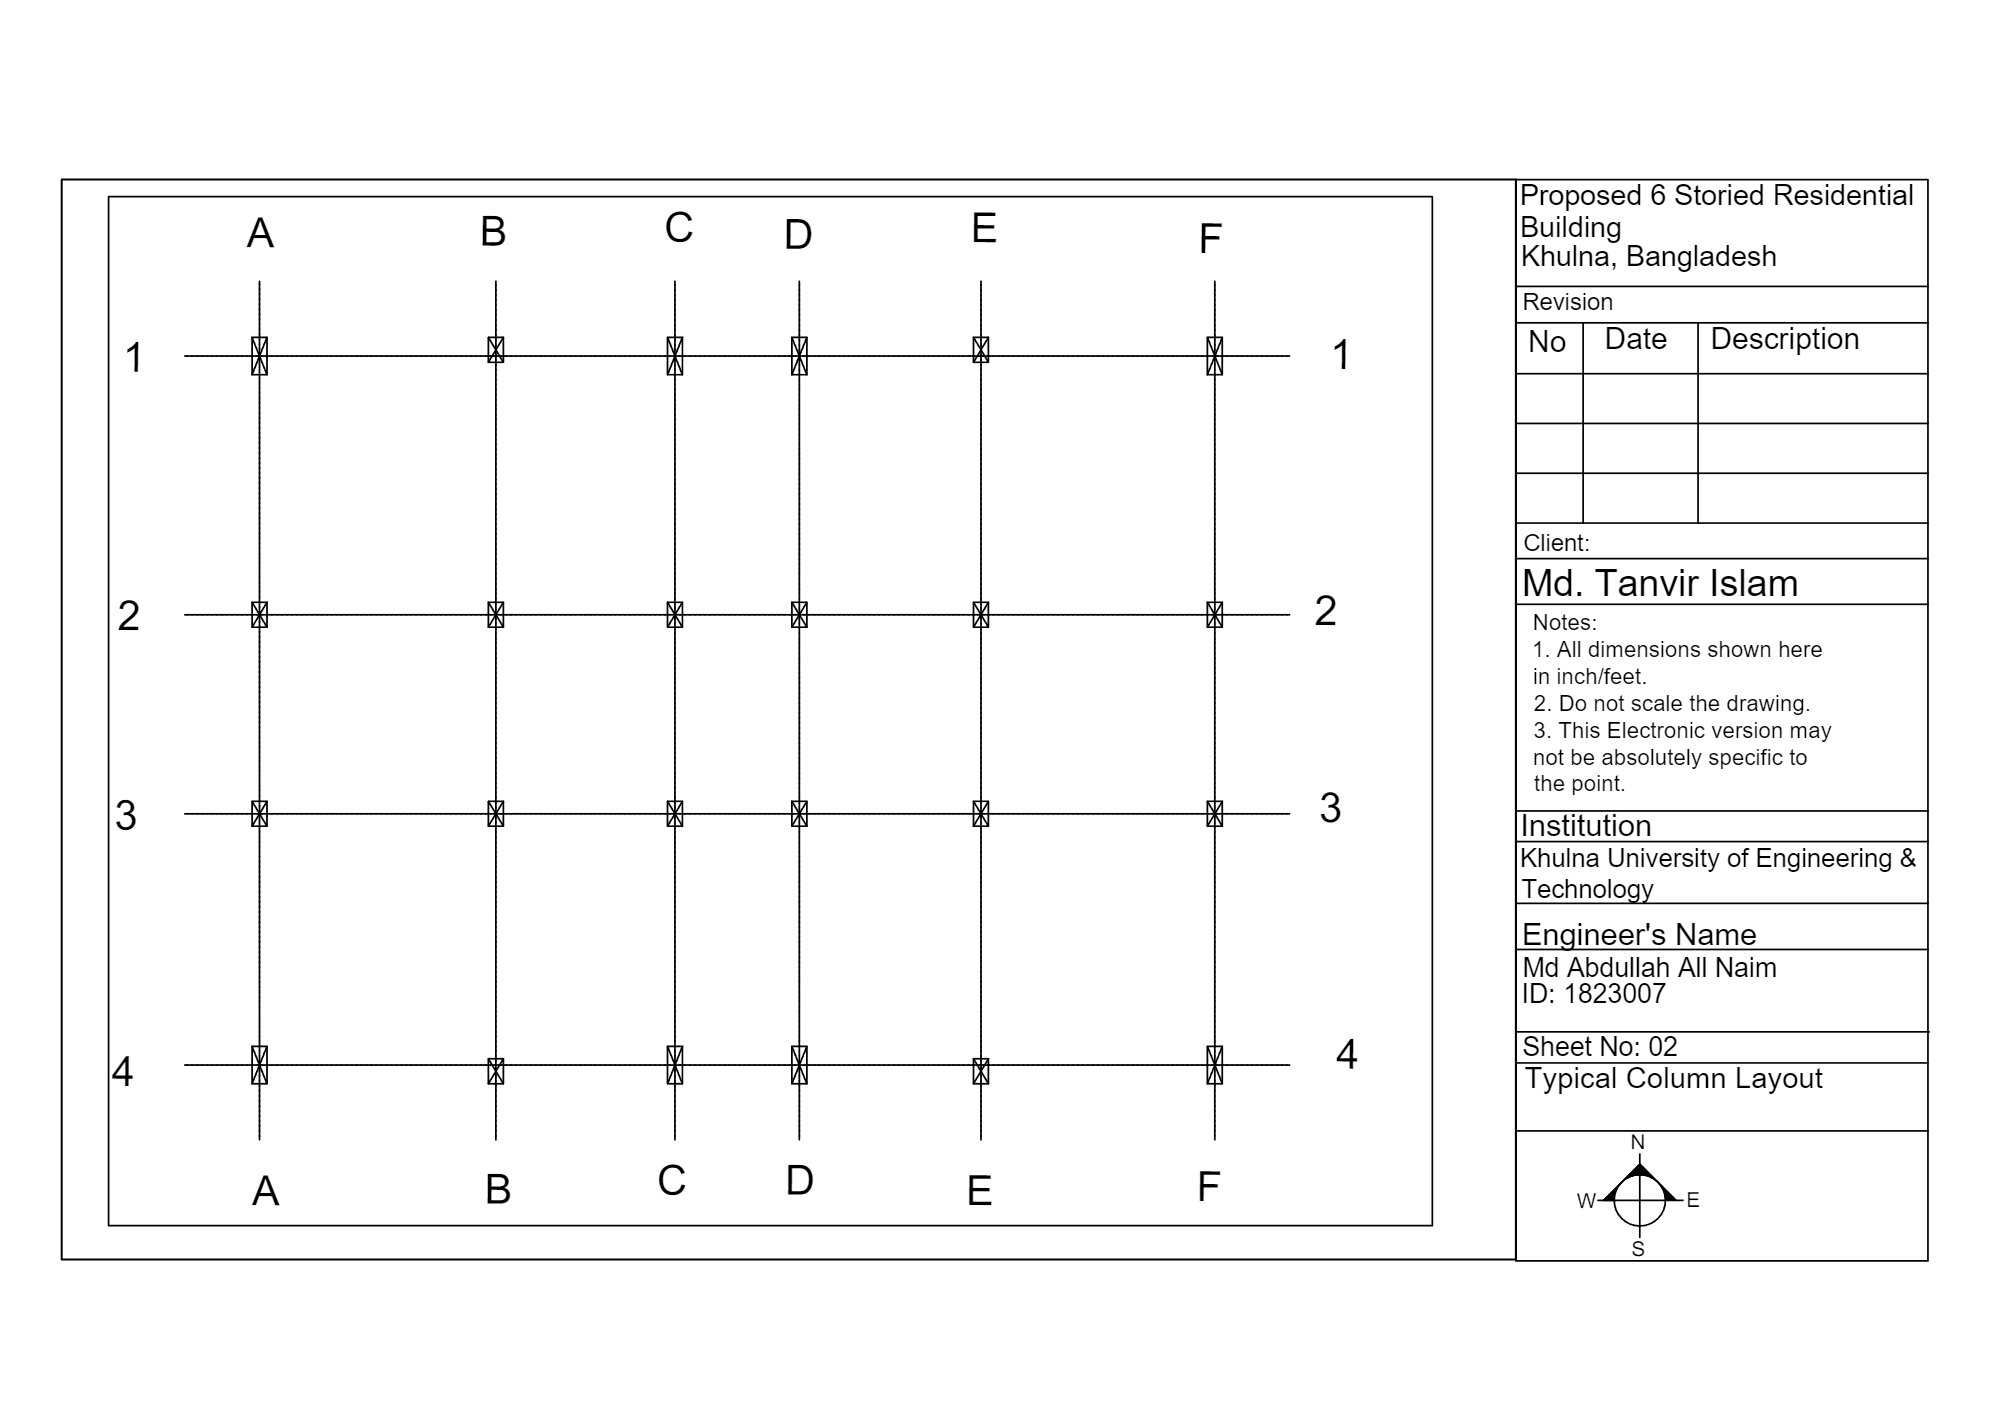 A B C D E F
1 1
2 2
3 3
4 4
A B C D E F
Proposed 6 Storied Residential
Building
Khulna, Bangladesh
Revision
No Date Description
Client:
Md. Tanvir Islam
Notes:
1. All dimensions shown here
in inch/feet.
2. Do not scale the drawing.
3. This Electronic version may
not be absolutely specific to
the point.
Institution
Khulna University of Engineering &
Technology
Engineer's Name
Md Abdullah All Naim
ID: 1823007
Sheet No: 02
Typical Column Layout
N
W E
S